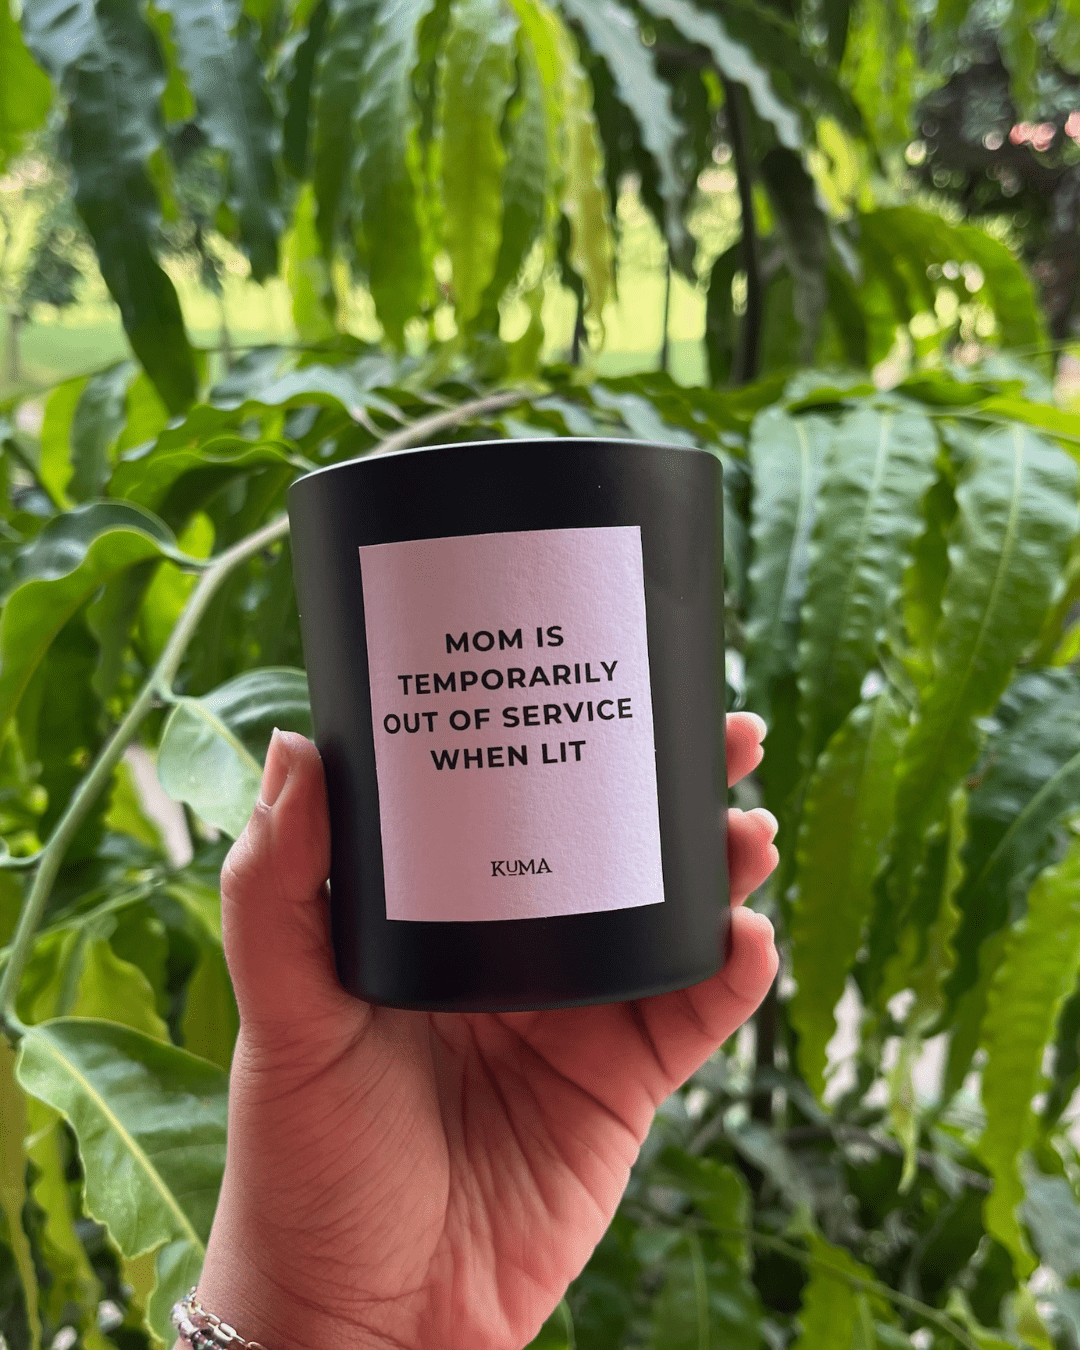 MOM IS
TEMPORARILY
OUT OF SERVICE
WHEN LIT
KUMA